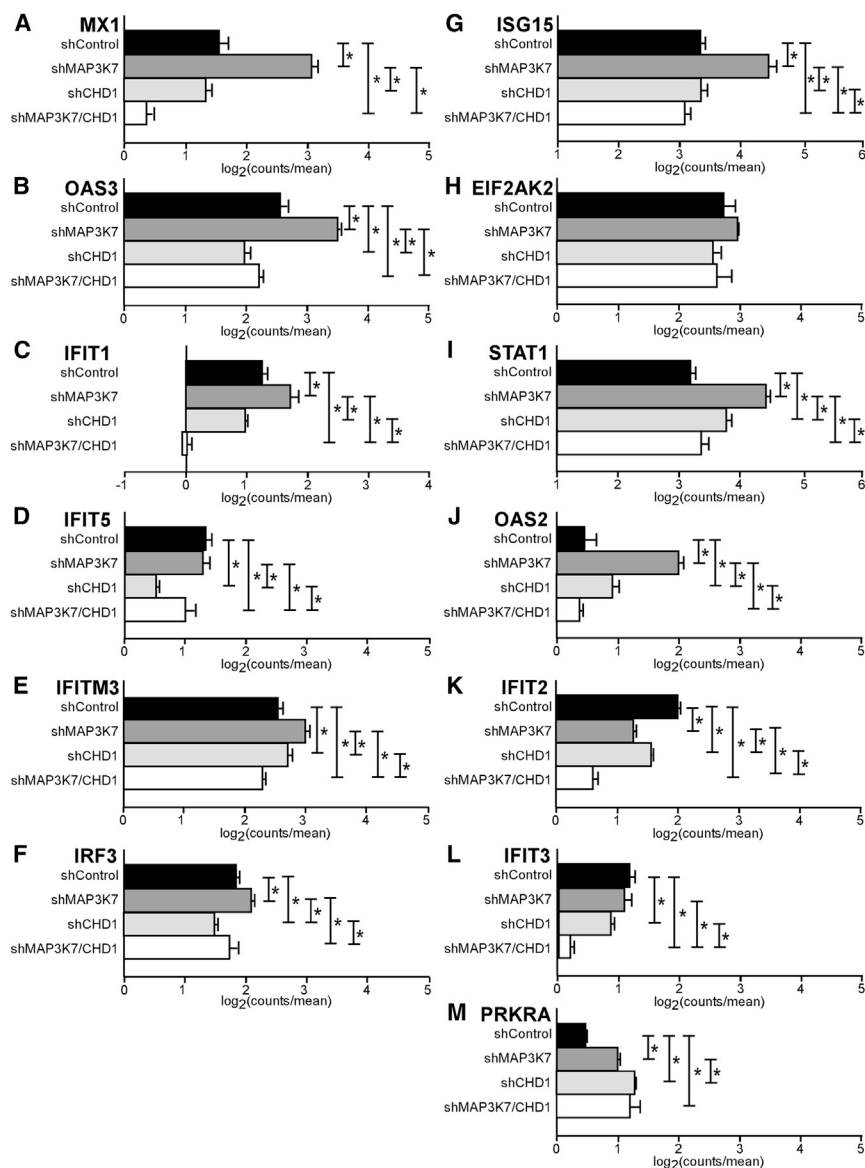 A MX1
shControl
shMAP3K7
shCHD1
shMAP3K7/CHD1
* * * *
0 1 2 3 4 5
log2(counts/mean)
B OAS3
shControl
shMAP3K7
shCHD1
shMAP3K7/CHD1
* * * * *
0 1 2 3 4 5
log2(counts/mean)
C IFIT1
shControl
shMAP3K7
shCHD1
shMAP3K7/CHD1
* * * * *
-1 0 1 2 3 4
log2(counts/mean)
D IFIT5
shControl
shMAP3K7
shCHD1
shMAP3K7/CHD1
* * * * *
0 1 2 3 4 5
log2(counts/mean)
E IFITM3
shControl
shMAP3K7
shCHD1
shMAP3K7/CHD1
* * * * *
0 1 2 3 4 5
log2(counts/mean)
F IRF3
shControl
shMAP3K7
shCHD1
shMAP3K7/CHD1
* * * * *
0 1 2 3 4 5
log2(counts/mean)
G ISG15
shControl
shMAP3K7
shCHD1
shMAP3K7/CHD1
* * * * *
1 2 3 4 5 6
log2(counts/mean)
H EIF2AK2
shControl
shMAP3K7
shCHD1
shMAP3K7/CHD1
0 1 2 3 4 5
log2(counts/mean)
I STAT1
shControl
shMAP3K7
shCHD1
shMAP3K7/CHD1
* * * * *
1 2 3 4 5 6
log2(counts/mean)
J OAS2
shControl
shMAP3K7
shCHD1
shMAP3K7/CHD1
* * * * *
0 1 2 3 4 5
log2(counts/mean)
K IFIT2
shControl
shMAP3K7
shCHD1
shMAP3K7/CHD1
* * * * * *
0 1 2 3 4 5
log2(counts/mean)
L IFIT3
shControl
shMAP3K7
shCHD1
shMAP3K7/CHD1
* * * *
0 1 2 3 4 5
log2(counts/mean)
M PRKRA
shControl
shMAP3K7
shCHD1
shMAP3K7/CHD1
* * * *
0 1 2 3 4 5
log2(counts/mean)